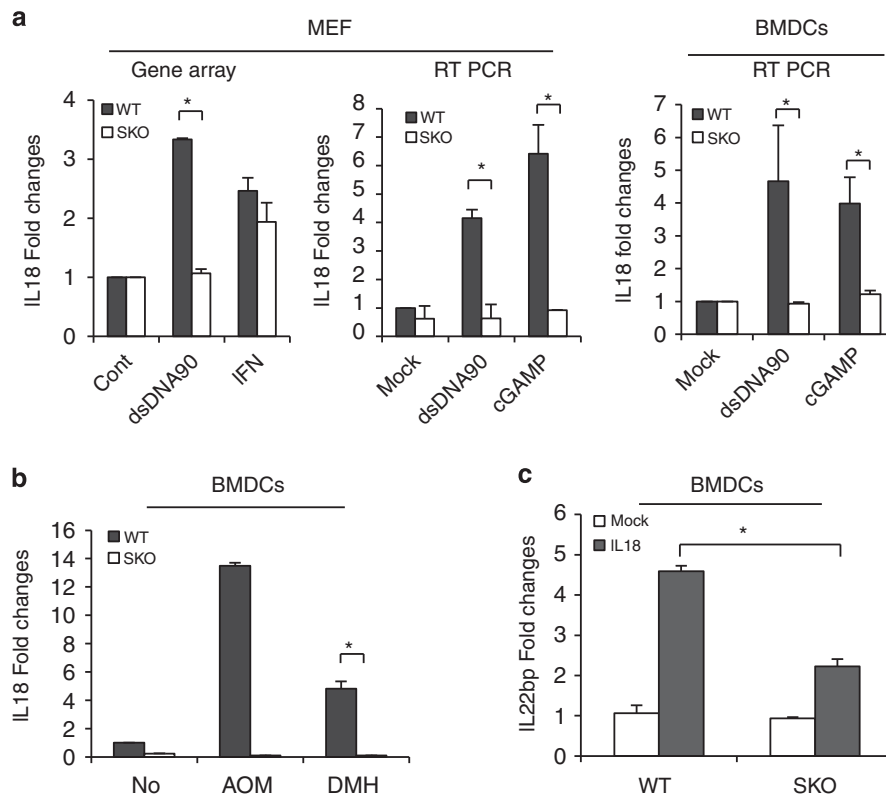 a
MEF
BMDCs
Gene array
RT PCR
RT PCR
IL18 Fold changes
4
3
2
1
0
WT
SKO
*
Cont
dsDNA90
IFN
IL18 Fold changes
8
7
6
5
4
3
2
1
0
WT
SKO
*
*
Mock
dsDNA90
cGAMP
IL18 fold changes
7
6
5
4
3
2
1
0
WT
SKO
*
*
Mock
dsDNA90
cGAMP
b
BMDCs
IL18 Fold changes
16
14
12
10
8
6
4
2
0
WT
SKO
*
No
AOM
DMH
c
BMDCs
IL22bp Fold changes
6
5
4
3
2
1
0
Mock
IL18
*
WT
SKO